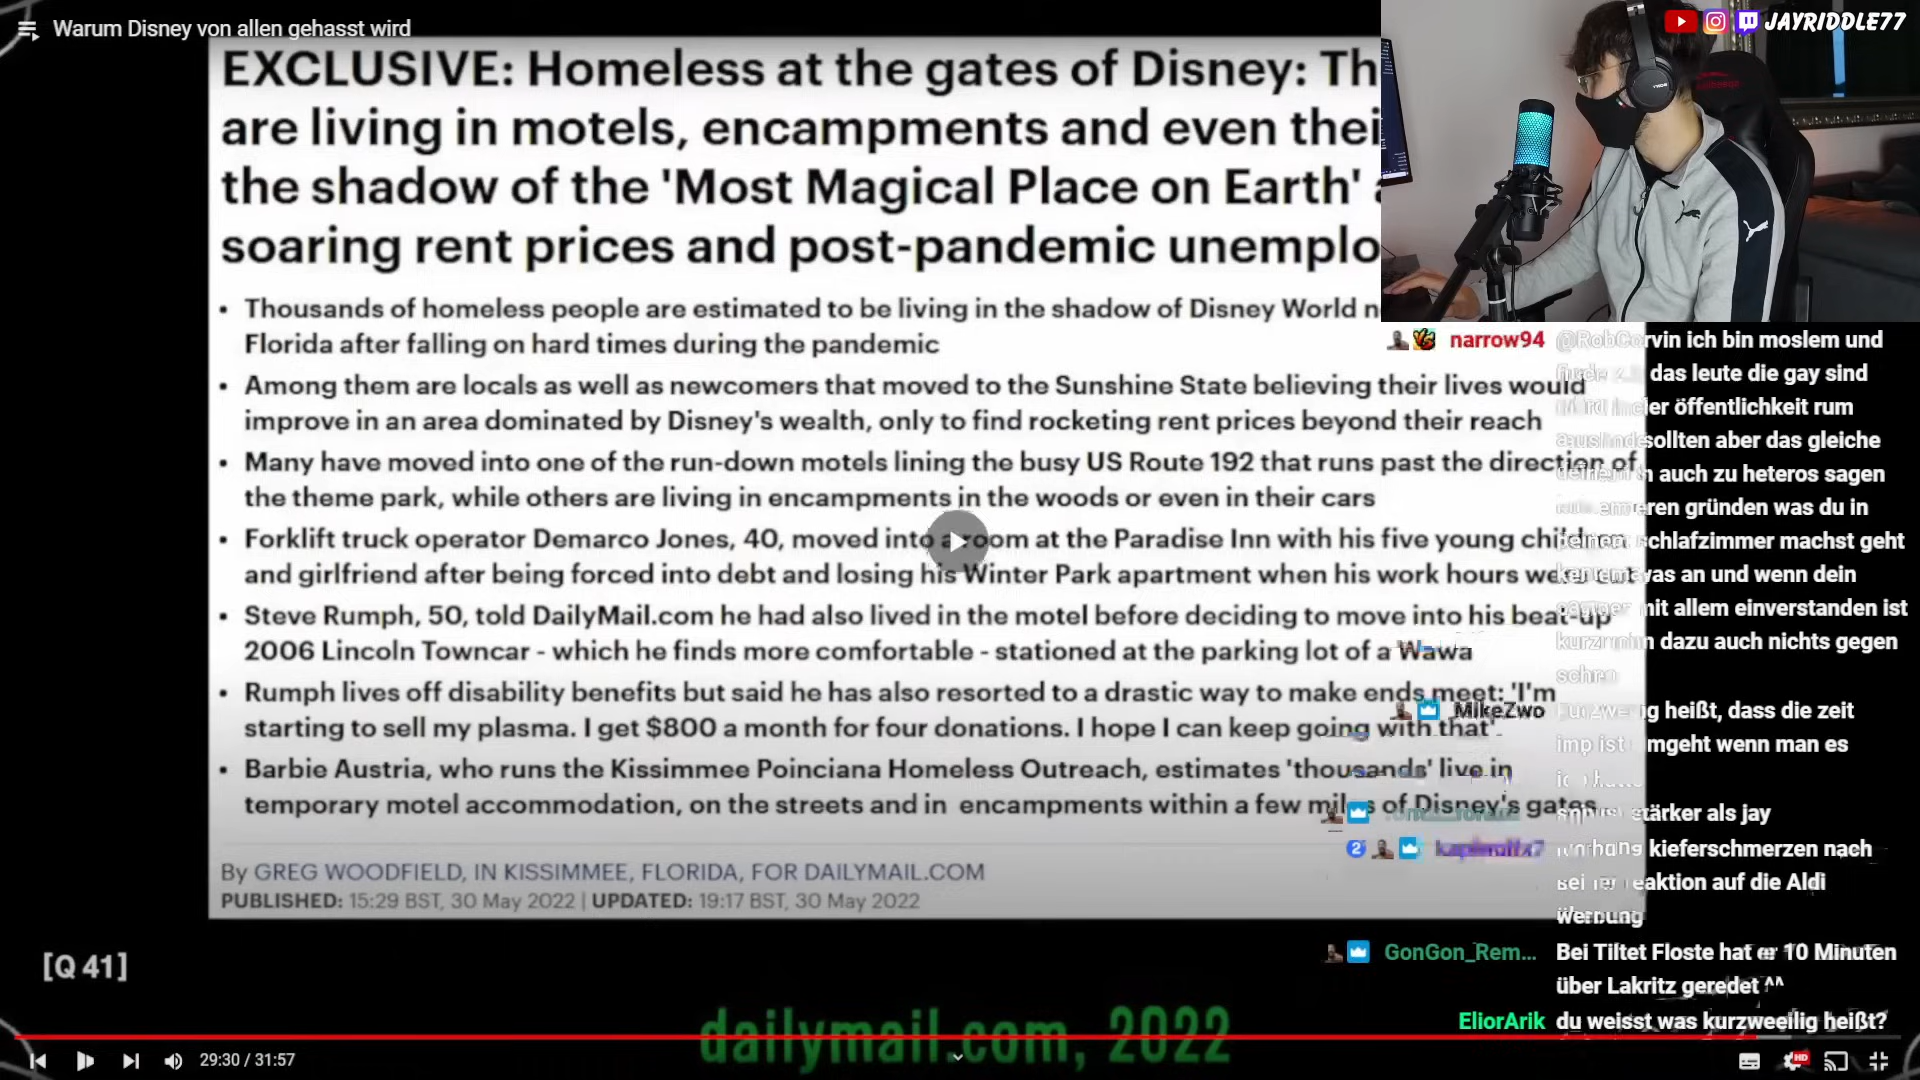 Warum Disney von allen gehasst wird
JAYRIDDLE77
EXCLUSIVE: Homeless at the gates of Disney: Th
are living in motels, encampments and even thei
the shadow of the 'Most Magical Place on Earth' a
soaring rent prices and post-pandemic unemplo
• Thousands of homeless people are estimated to be living in the shadow of Disney World
Florida after falling on hard times during the pandemic
• Among them are locals as well as newcomers that moved to the Sunshine State believing their lives would
improve in an area dominated by Disney's wealth, only to find rocketing rent prices beyond their reach
• Many have moved into one of the run-down motels lining the busy US Route 192 that runs past the direction of
the theme park, while others are living in encampments in the woods or even in their cars
• Forklift truck operator Demarco Jones, 40, moved into a room at the Paradise Inn with his five young children
and girlfriend after being forced into debt and losing his Winter Park apartment when his work hours were cut
• Steve Rumph, 50, told DailyMail.com he had also lived in the motel before deciding to move into his beat-up
2006 Lincoln Towncar - which he finds more comfortable - stationed at the parking lot of a Wawa
• Rumph lives off disability benefits but said he has also resorted to a drastic way to make ends meet: 'I'm
starting to sell my plasma. I get $800 a month for four donations. I hope I can keep going with that'
• Barbie Austria, who runs the Kissimmee Poinciana Homeless Outreach, estimates 'thousands' live in
temporary motel accommodation, on the streets and in encampments within a few miles of Disney's gates
By GREG WOODFIELD, IN KISSIMMEE, FLORIDA, FOR DAILYMAIL.COM
PUBLISHED: 15:29 BST, 30 May 2022 | UPDATED: 19:17 BST, 30 May 2022
[Q 41]
dailymail.com, 2022
29:30 / 31:57
HD
narrow94 @RobCorvin ich bin moslem und
das leute die gay sind
der öffentlichkeit rum
sollten aber das gleiche
auch zu heteros sagen
gründen was du in
schlafzimmer machst geht
was an und wenn dein
mit allem einverstanden ist
dazu auch nichts gegen
MikeZwo
heißt, dass die zeit
umgeht wenn man es
stärker als jay
2
kieferschmerzen nach
reaktion auf die Aldi
Werbung
GonGon_Rem... Bei Tiltet Floste hat er 10 Minuten
über Lakritz geredet ^^
EliorArik du weisst was kurzweeilig heißt?